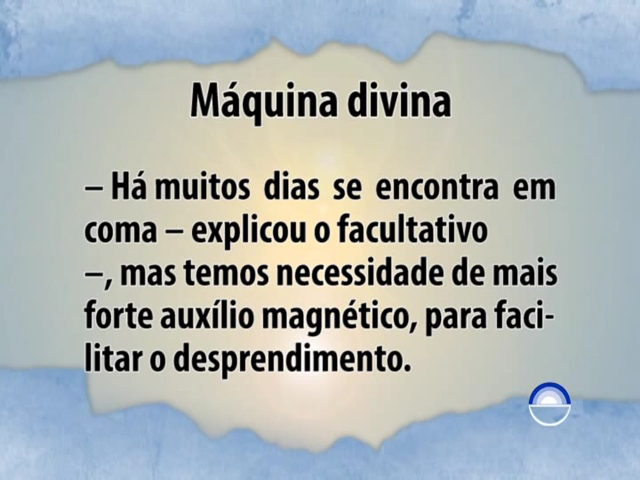 Máquina divina
– Há muitos dias se encontra em
coma – explicou o facultativo
–, mas temos necessidade de mais
forte auxílio magnético, para faci-
litar o desprendimento.